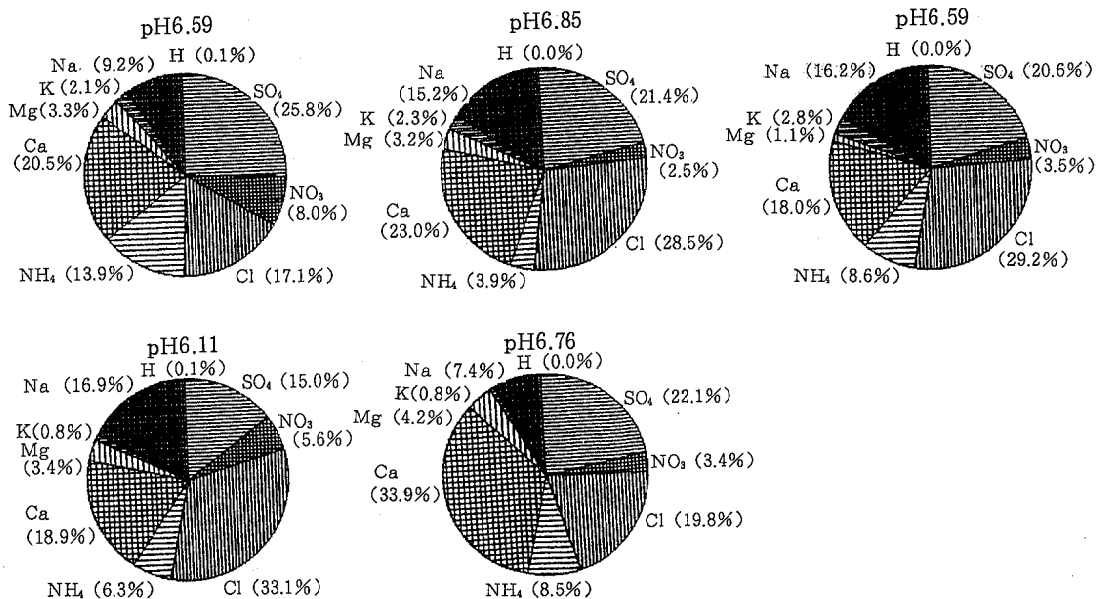 pH6.59
H (0.1%)
Na (9.2%)
K (2.1%)
Mg(3.3%)
Ca
(20.5%)
NH₄ (13.9%)
Cl (17.1%)
NO₃
(8.0%)
SO₄
(25.8%)
pH6.85
H (0.0%)
Na
(15.2%)
K (2.3%)
Mg (3.2%)
Ca
(23.0%)
NH₄ (3.9%)
Cl (28.5%)
NO₃
(2.5%)
SO₄
(21.4%)
pH6.59
H (0.0%)
Na (16.2%)
K (2.8%)
Mg (1.1%)
Ca
(18.0%)
NH₄ (8.6%)
Cl
(29.2%)
NO₃
(3.5%)
SO₄ (20.6%)
pH6.11
H (0.1%)
Na (16.9%)
K(0.8%)
Mg
(3.4%)
Ca
(18.9%)
NH₄ (6.3%)
Cl (33.1%)
NO₃
(5.6%)
SO₄ (15.0%)
pH6.76
H (0.0%)
Na (7.4%)
K(0.8%)
Mg (4.2%)
Ca
(33.9%)
NH₄ (8.5%)
Cl (19.8%)
NO₃ (3.4%)
SO₄ (22.1%)